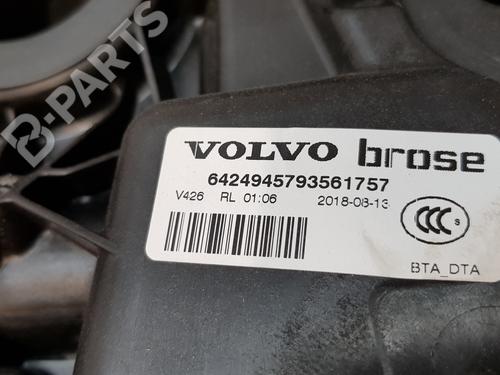 B-PARTS
VOLVO brose
6424945793561757
V426 RL 01:06 2018-08-13
CCC S
BTA_DTA